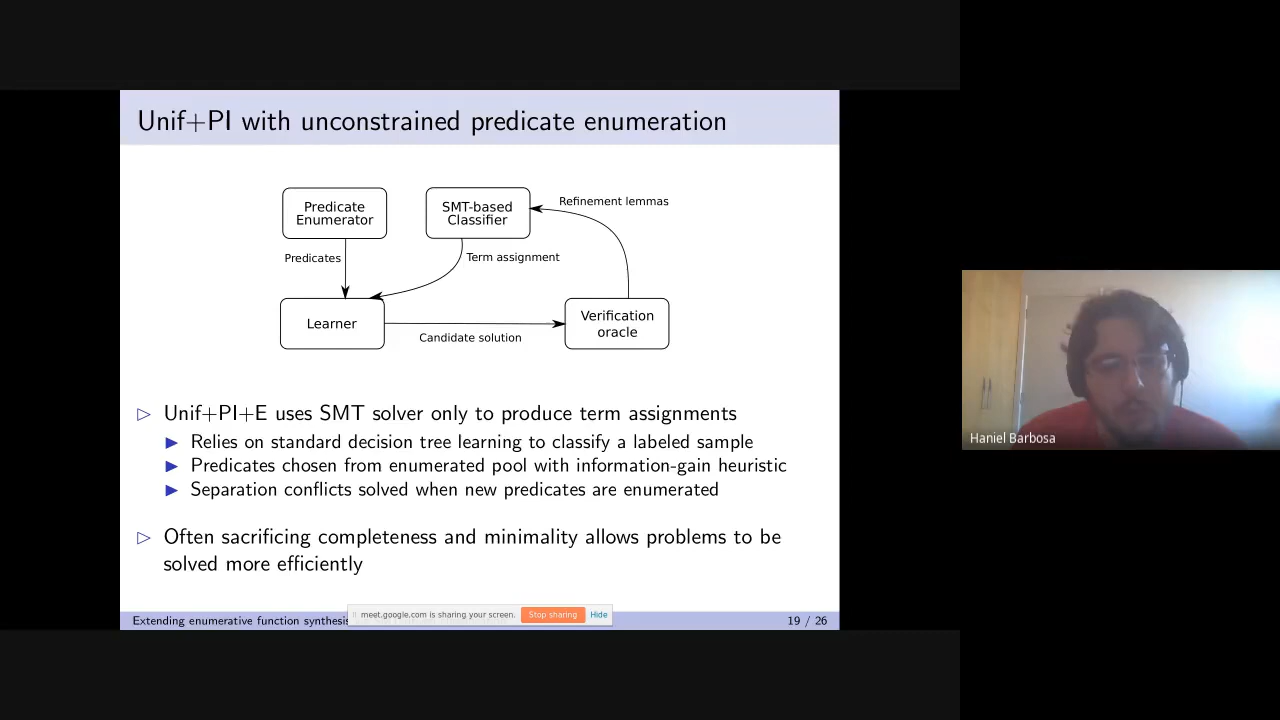 Unif+PI with unconstrained predicate enumeration
Predicate
Enumerator
SMT-based
Classifier
Refinement lemmas
Predicates
Term assignment
Learner
Verification
oracle
Candidate solution
▷ Unif+PI+E uses SMT solver only to produce term assignments
▶ Relies on standard decision tree learning to classify a labeled sample
▶ Predicates chosen from enumerated pool with information-gain heuristic
▶ Separation conflicts solved when new predicates are enumerated
▷ Often sacrificing completeness and minimality allows problems to be
solved more efficiently
Haniel Barbosa
meet.google.com is sharing your screen. Stop sharing Hide
Extending enumerative function synthesis 19 / 26